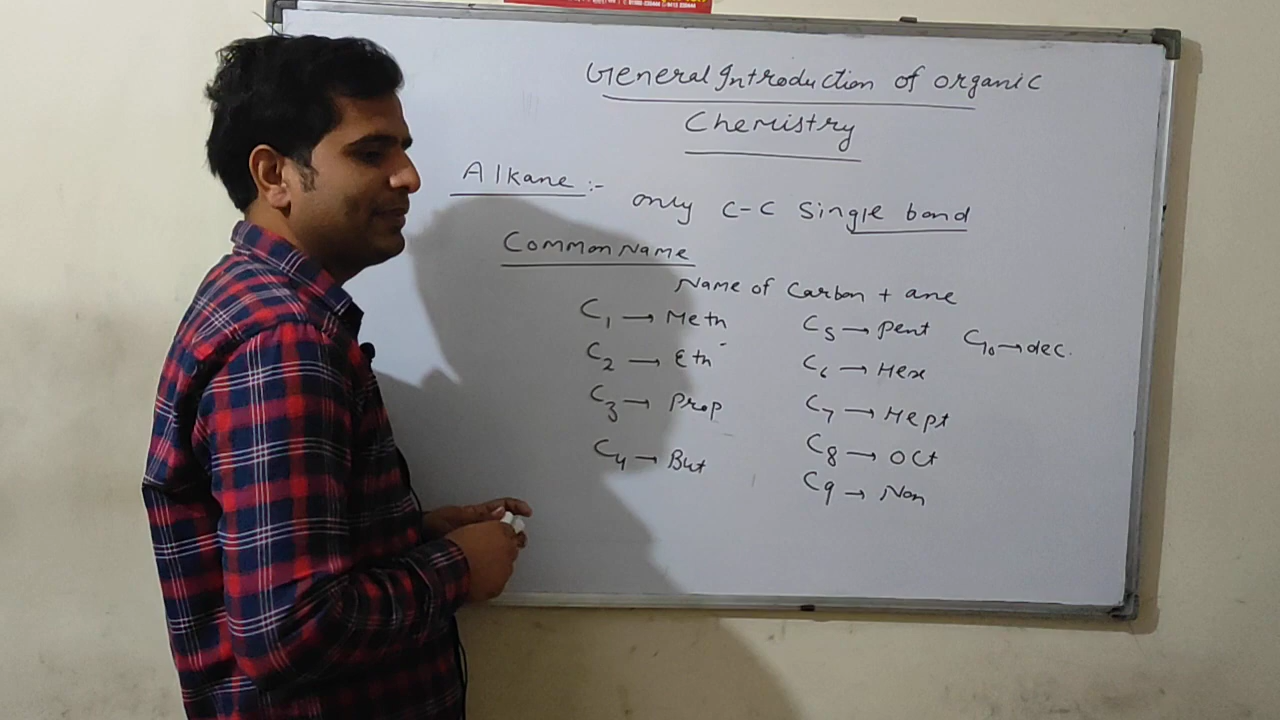 General Introduction of organic
Chemistry
Alkane :-
only C-C Single bond
Common Name
Name of Carbon + ane
C1 → Meth
C2 → Eth
C3 → Prop
C4 → But
C5 → Pent
C6 → Hex
C7 → Hept
C8 → Oct
C9 → Non
C10 → dec.